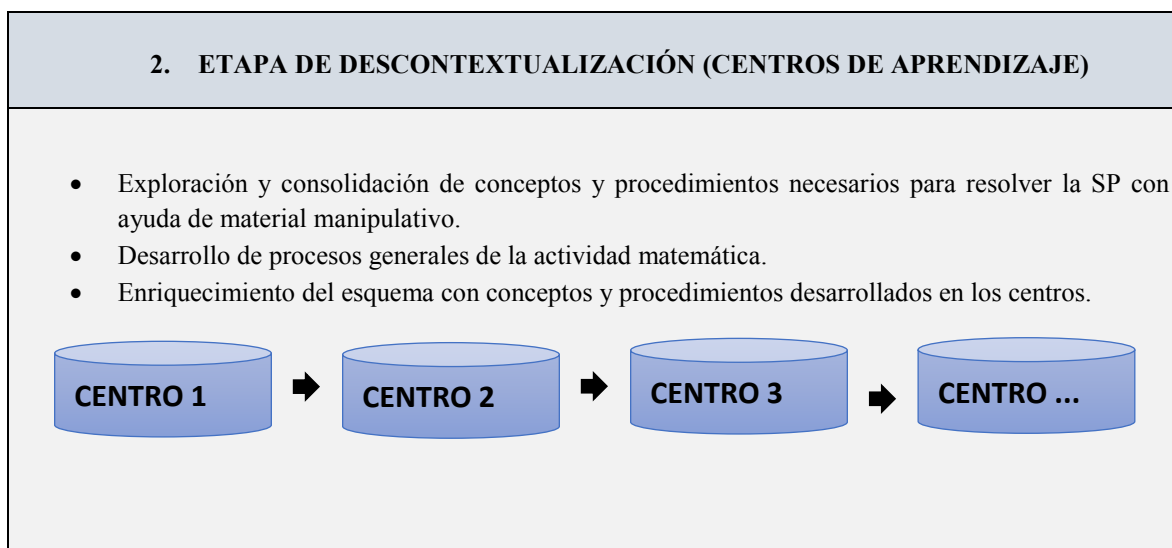 2. ETAPA DE DESCONTEXTUALIZACIÓN (CENTROS DE APRENDIZAJE)
• Exploración y consolidación de conceptos y procedimientos necesarios para resolver la SP con
ayuda de material manipulativo.
• Desarrollo de procesos generales de la actividad matemática.
• Enriquecimiento del esquema con conceptos y procedimientos desarrollados en los centros.
CENTRO 1
CENTRO 2
CENTRO 3
CENTRO ...